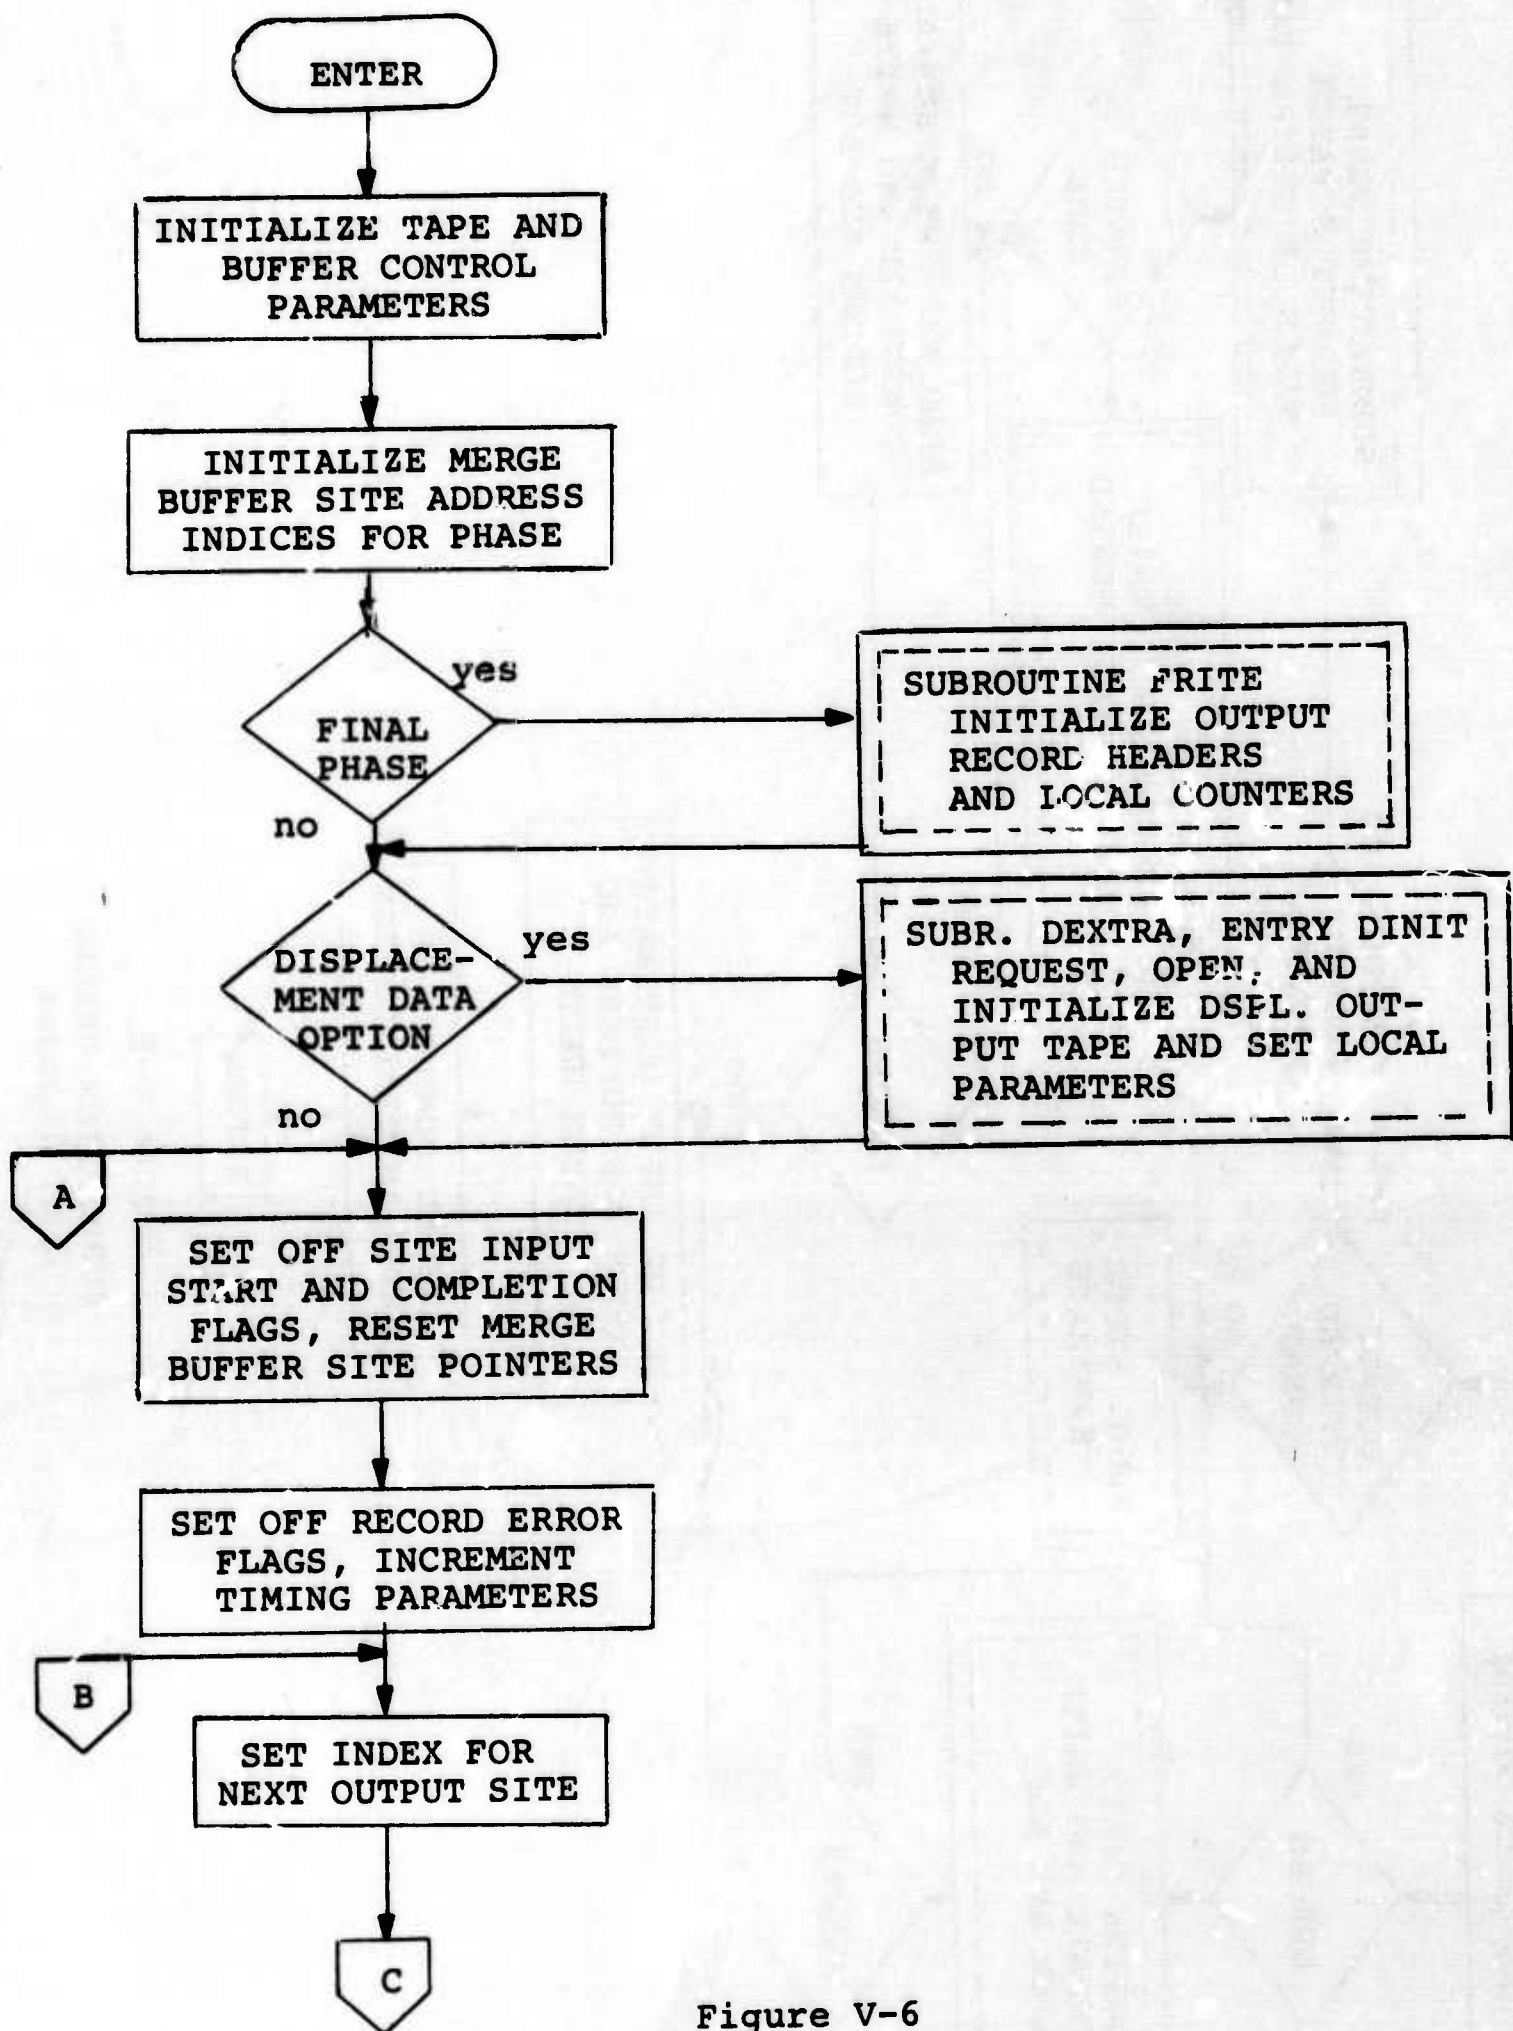 ENTER
INITIALIZE TAPE AND
BUFFER CONTROL
PARAMETERS
INITIALIZE MERGE
BUFFER SITE ADDRESS
INDICES FOR PHASE
FINAL
PHASE
yes
no
SUBROUTINE FRITE
INITIALIZE OUTPUT
RECORD HEADERS
AND LOCAL COUNTERS
DISPLACE-
MENT DATA
OPTION
yes
no
SUBR. DEXTRA, ENTRY DINIT
REQUEST, OPEN, AND
INITIALIZE DSPL. OUT-
PUT TAPE AND SET LOCAL
PARAMETERS
A
SET OFF SITE INPUT
START AND COMPLETION
FLAGS, RESET MERGE
BUFFER SITE POINTERS
SET OFF RECORD ERROR
FLAGS, INCREMENT
TIMING PARAMETERS
B
SET INDEX FOR
NEXT OUTPUT SITE
C
Figure V-6